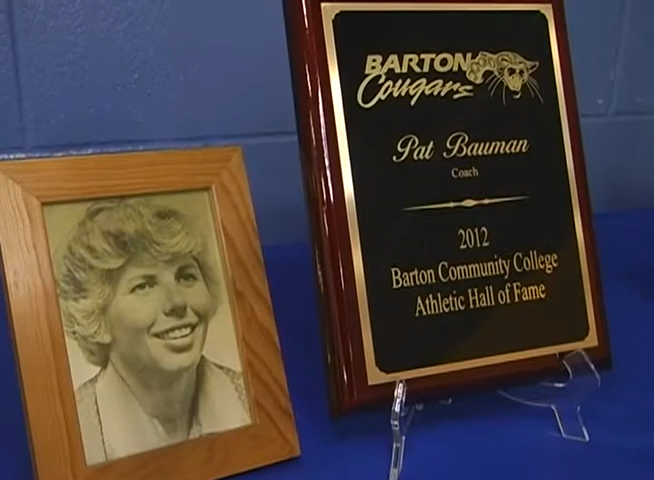 BARTON
Cougars
Pat Bauman
Coach
2012
Barton Community College
Athletic Hall of Fame